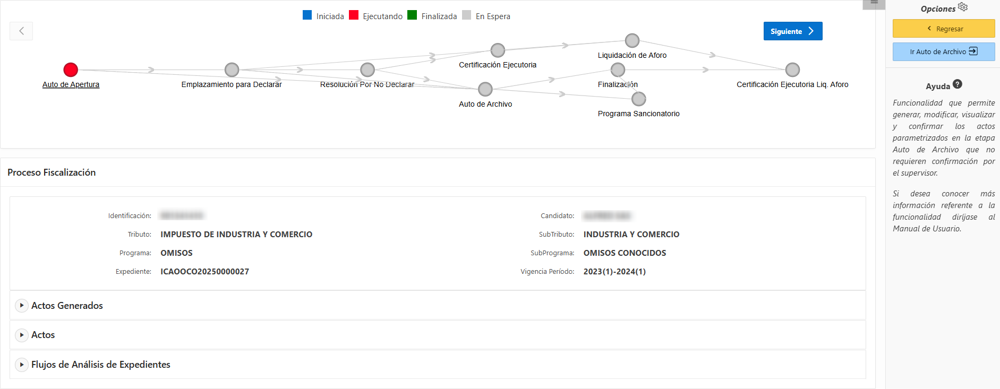 Iniciada Ejecutando Finalizada En Espera
Siguiente
Auto de Apertura
Emplazamiento para Declarar
Resolución Por No Declarar
Certificación Ejecutoria
Auto de Archivo
Liquidación de Aforo
Finalización
Programa Sancionatorio
Certificación Ejecutoria Liq. Aforo
Proceso Fiscalización
Identificación:
Candidato:
Tributo: IMPUESTO DE INDUSTRIA Y COMERCIO
SubTributo: INDUSTRIA Y COMERCIO
Programa: OMISOS
SubPrograma: OMISOS CONOCIDOS
Expediente: ICAOOCO20250000027
Vigencia Período: 2023(1)-2024(1)
Actos Generados
Actos
Flujos de Análisis de Expedientes
Opciones
Regresar
Ir Auto de Archivo
Ayuda
Funcionalidad que permite
generar, modificar, visualizar
y confirmar los actos
parametrizados en la etapa
Auto de Archivo que no
requieren confirmación por
el supervisor.
Si desea conocer más
información referente a la
funcionalidad diríjase al
Manual de Usuario.